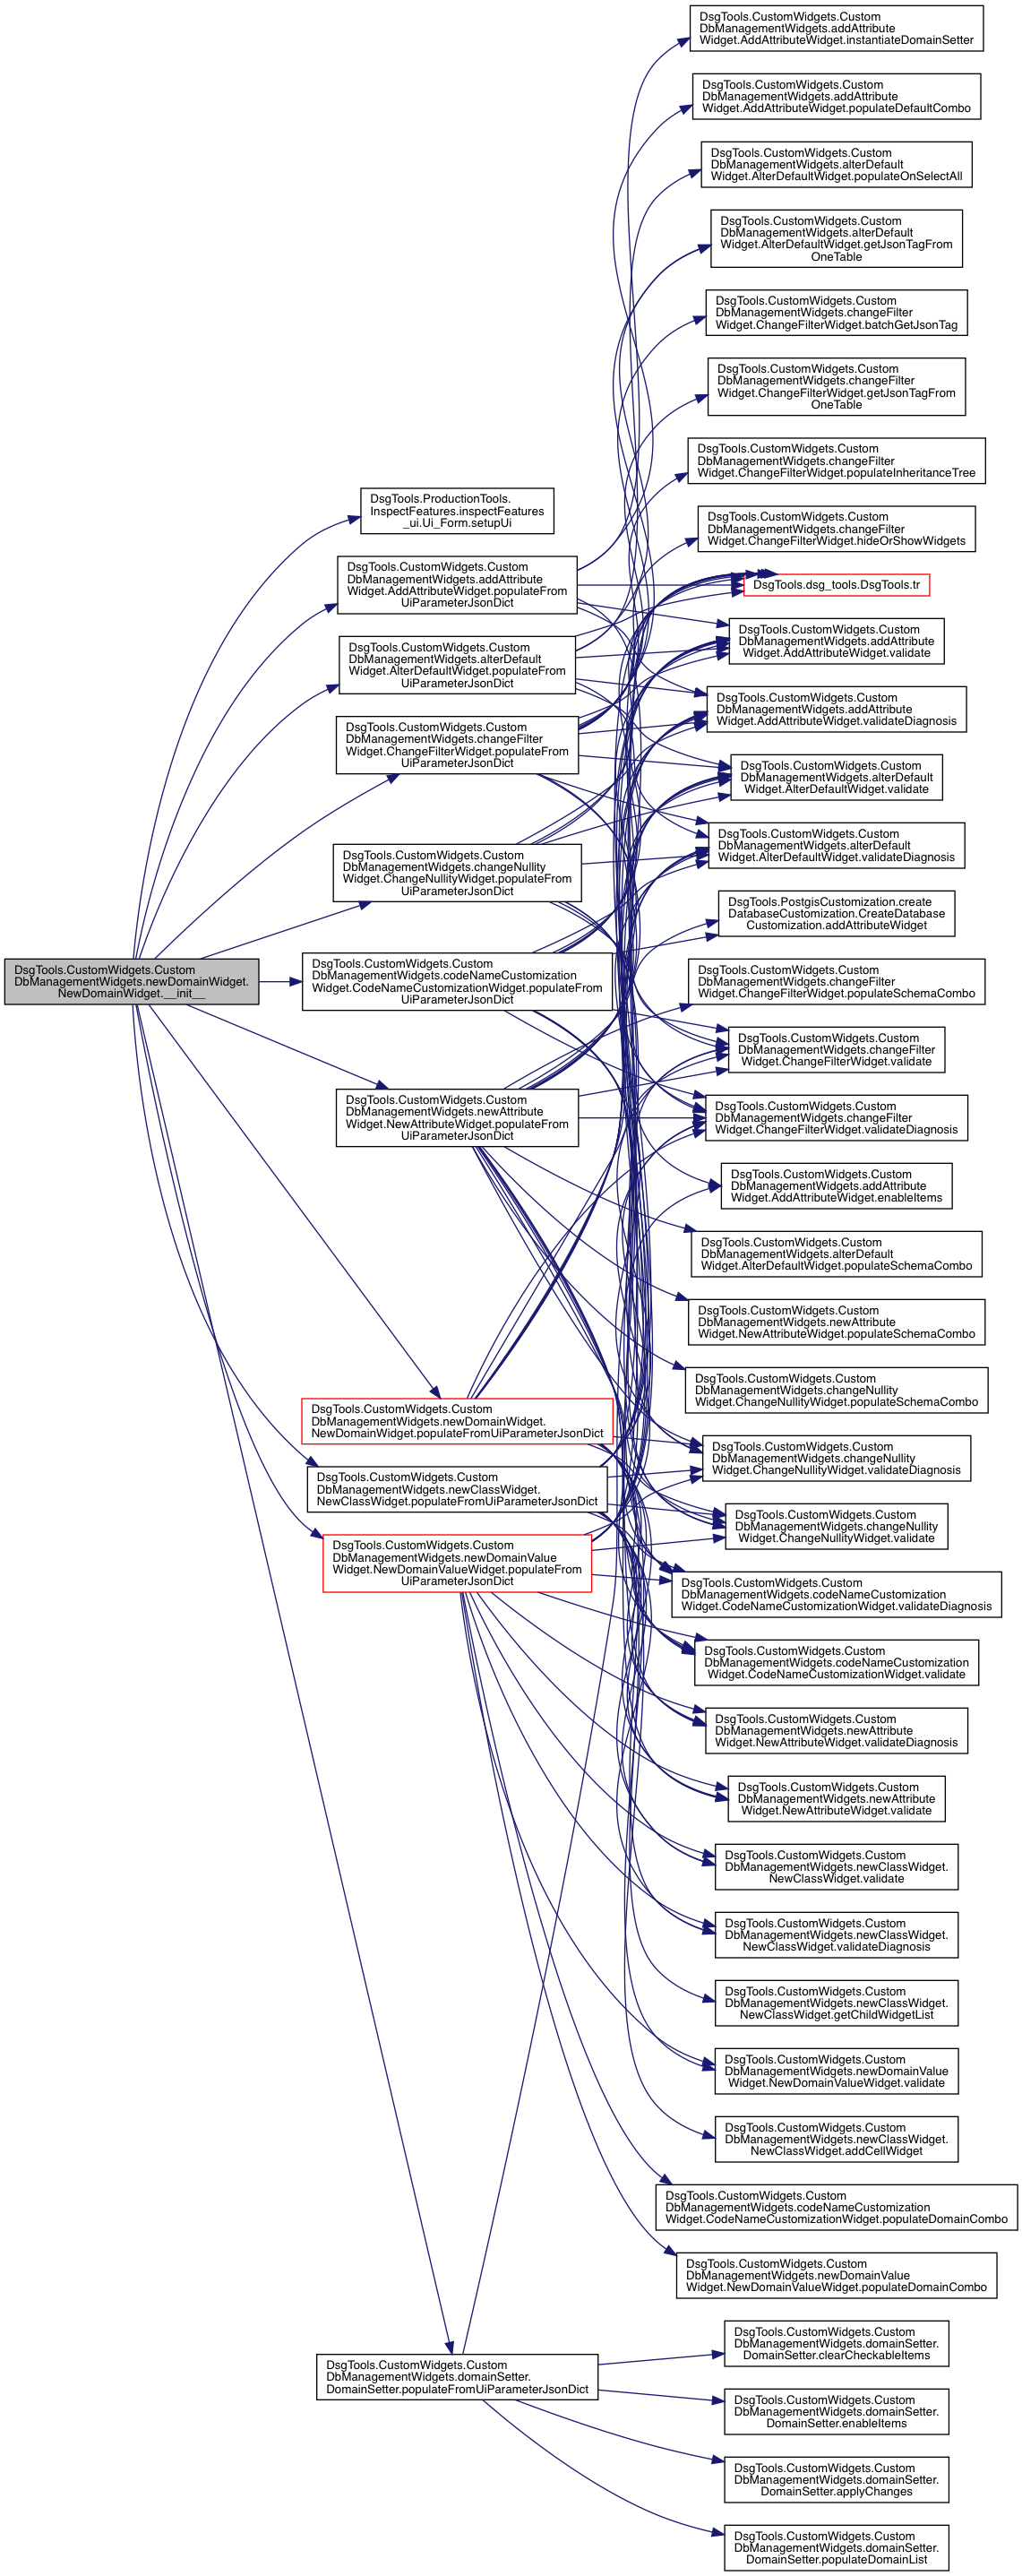 DsgTools.CustomWidgets.Custom
DbManagementWidgets.newDomainWidget.
NewDomainWidget.__init__
DsgTools.ProductionTools.
InspectFeatures.inspectFeatures
_ui.Ui_Form.setupUi
DsgTools.CustomWidgets.Custom
DbManagementWidgets.addAttribute
Widget.AddAttributeWidget.populateFrom
UiParameterJsonDict
DsgTools.CustomWidgets.Custom
DbManagementWidgets.alterDefault
Widget.AlterDefaultWidget.populateFrom
UiParameterJsonDict
DsgTools.CustomWidgets.Custom
DbManagementWidgets.changeFilter
Widget.ChangeFilterWidget.populateFrom
UiParameterJsonDict
DsgTools.CustomWidgets.Custom
DbManagementWidgets.changeNullity
Widget.ChangeNullityWidget.populateFrom
UiParameterJsonDict
DsgTools.CustomWidgets.Custom
DbManagementWidgets.codeNameCustomization
Widget.CodeNameCustomizationWidget.populateFrom
UiParameterJsonDict
DsgTools.CustomWidgets.Custom
DbManagementWidgets.newAttribute
Widget.NewAttributeWidget.populateFrom
UiParameterJsonDict
DsgTools.CustomWidgets.Custom
DbManagementWidgets.newDomainWidget.
NewDomainWidget.populateFromUiParameterJsonDict
DsgTools.CustomWidgets.Custom
DbManagementWidgets.newClassWidget.
NewClassWidget.populateFromUiParameterJsonDict
DsgTools.CustomWidgets.Custom
DbManagementWidgets.newDomainValue
Widget.NewDomainValueWidget.populateFrom
UiParameterJsonDict
DsgTools.CustomWidgets.Custom
DbManagementWidgets.domainSetter.
DomainSetter.populateFromUiParameterJsonDict
DsgTools.CustomWidgets.Custom
DbManagementWidgets.addAttribute
Widget.AddAttributeWidget.instantiateDomainSetter
DsgTools.CustomWidgets.Custom
DbManagementWidgets.addAttribute
Widget.AddAttributeWidget.populateDefaultCombo
DsgTools.CustomWidgets.Custom
DbManagementWidgets.alterDefault
Widget.AlterDefaultWidget.populateOnSelectAll
DsgTools.CustomWidgets.Custom
DbManagementWidgets.alterDefault
Widget.AlterDefaultWidget.getJsonTagFrom
OneTable
DsgTools.CustomWidgets.Custom
DbManagementWidgets.changeFilter
Widget.ChangeFilterWidget.batchGetJsonTag
DsgTools.CustomWidgets.Custom
DbManagementWidgets.changeFilter
Widget.ChangeFilterWidget.getJsonTagFrom
OneTable
DsgTools.CustomWidgets.Custom
DbManagementWidgets.changeFilter
Widget.ChangeFilterWidget.populateInheritanceTree
DsgTools.CustomWidgets.Custom
DbManagementWidgets.changeFilter
Widget.ChangeFilterWidget.hideOrShowWidgets
DsgTools.dsg_tools.DsgTools.tr
DsgTools.CustomWidgets.Custom
DbManagementWidgets.addAttribute
Widget.AddAttributeWidget.validate
DsgTools.CustomWidgets.Custom
DbManagementWidgets.addAttribute
Widget.AddAttributeWidget.validateDiagnosis
DsgTools.CustomWidgets.Custom
DbManagementWidgets.alterDefault
Widget.AlterDefaultWidget.validate
DsgTools.CustomWidgets.Custom
DbManagementWidgets.alterDefault
Widget.AlterDefaultWidget.validateDiagnosis
DsgTools.PostgisCustomization.create
DatabaseCustomization.CreateDatabase
Customization.addAttributeWidget
DsgTools.CustomWidgets.Custom
DbManagementWidgets.changeFilter
Widget.ChangeFilterWidget.populateSchemaCombo
DsgTools.CustomWidgets.Custom
DbManagementWidgets.changeFilter
Widget.ChangeFilterWidget.validate
DsgTools.CustomWidgets.Custom
DbManagementWidgets.changeFilter
Widget.ChangeFilterWidget.validateDiagnosis
DsgTools.CustomWidgets.Custom
DbManagementWidgets.addAttribute
Widget.AddAttributeWidget.enableItems
DsgTools.CustomWidgets.Custom
DbManagementWidgets.alterDefault
Widget.AlterDefaultWidget.populateSchemaCombo
DsgTools.CustomWidgets.Custom
DbManagementWidgets.newAttribute
Widget.NewAttributeWidget.populateSchemaCombo
DsgTools.CustomWidgets.Custom
DbManagementWidgets.changeNullity
Widget.ChangeNullityWidget.populateSchemaCombo
DsgTools.CustomWidgets.Custom
DbManagementWidgets.changeNullity
Widget.ChangeNullityWidget.validateDiagnosis
DsgTools.CustomWidgets.Custom
DbManagementWidgets.changeNullity
Widget.ChangeNullityWidget.validate
DsgTools.CustomWidgets.Custom
DbManagementWidgets.codeNameCustomization
Widget.CodeNameCustomizationWidget.validateDiagnosis
DsgTools.CustomWidgets.Custom
DbManagementWidgets.codeNameCustomization
Widget.CodeNameCustomizationWidget.validate
DsgTools.CustomWidgets.Custom
DbManagementWidgets.newAttribute
Widget.NewAttributeWidget.validateDiagnosis
DsgTools.CustomWidgets.Custom
DbManagementWidgets.newAttribute
Widget.NewAttributeWidget.validate
DsgTools.CustomWidgets.Custom
DbManagementWidgets.newClassWidget.
NewClassWidget.validate
DsgTools.CustomWidgets.Custom
DbManagementWidgets.newClassWidget.
NewClassWidget.validateDiagnosis
DsgTools.CustomWidgets.Custom
DbManagementWidgets.newClassWidget.
NewClassWidget.getChildWidgetList
DsgTools.CustomWidgets.Custom
DbManagementWidgets.newDomainValue
Widget.NewDomainValueWidget.validate
DsgTools.CustomWidgets.Custom
DbManagementWidgets.newClassWidget.
NewClassWidget.addCellWidget
DsgTools.CustomWidgets.Custom
DbManagementWidgets.codeNameCustomization
Widget.CodeNameCustomizationWidget.populateDomainCombo
DsgTools.CustomWidgets.Custom
DbManagementWidgets.newDomainValue
Widget.NewDomainValueWidget.populateDomainCombo
DsgTools.CustomWidgets.Custom
DbManagementWidgets.domainSetter.
DomainSetter.clearCheckableItems
DsgTools.CustomWidgets.Custom
DbManagementWidgets.domainSetter.
DomainSetter.enableItems
DsgTools.CustomWidgets.Custom
DbManagementWidgets.domainSetter.
DomainSetter.applyChanges
DsgTools.CustomWidgets.Custom
DbManagementWidgets.domainSetter.
DomainSetter.populateDomainList